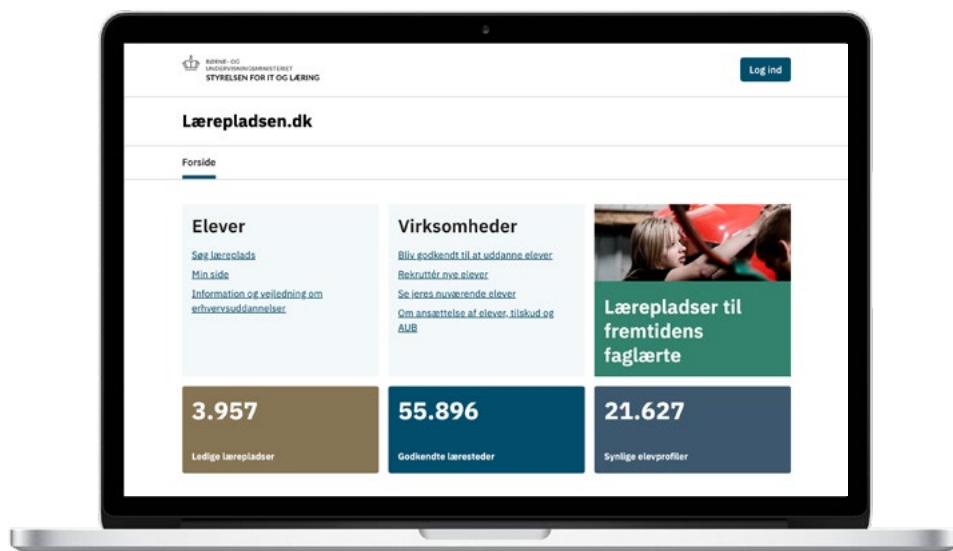 BØRNE- OG
UNDERVISNINGSMINISTERIET
STYRELSEN FOR IT OG LÆRING
Log ind
Lærepladsen.dk
Forside
Elever
Søg læreplads
Min side
Information og vejledning om
erhvervsuddannelser
Virksomheder
Bliv godkendt til at uddanne elever
Rekruttér nye elever
Se jeres nuværende elever
Om ansættelse af elever, tilskud og
AUB
Lærepladser til
fremtidens
faglærte
3.957
Ledige lærepladser
55.896
Godkendte læresteder
21.627
Synlige elevprofiler